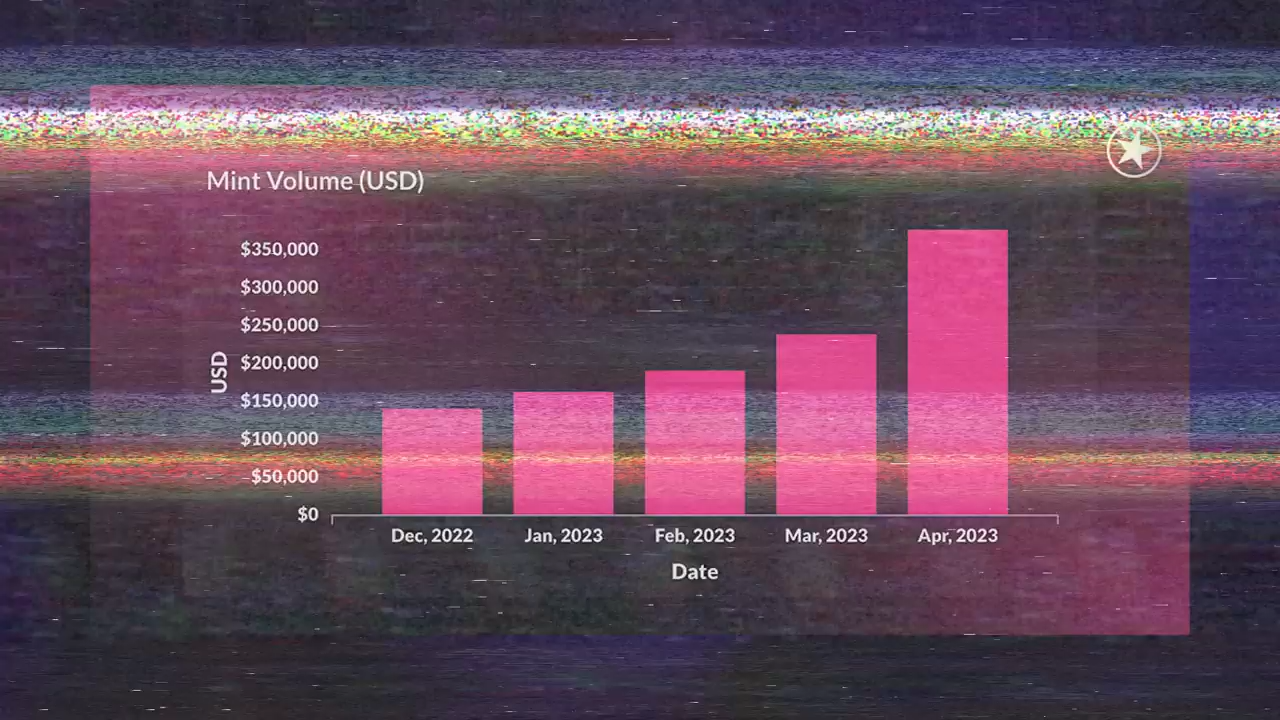 Mint Volume (USD)
$350,000
$300,000
$250,000
$200,000
$150,000
$100,000
$50,000
$0
USD
Dec, 2022
Jan, 2023
Feb, 2023
Mar, 2023
Apr, 2023
Date